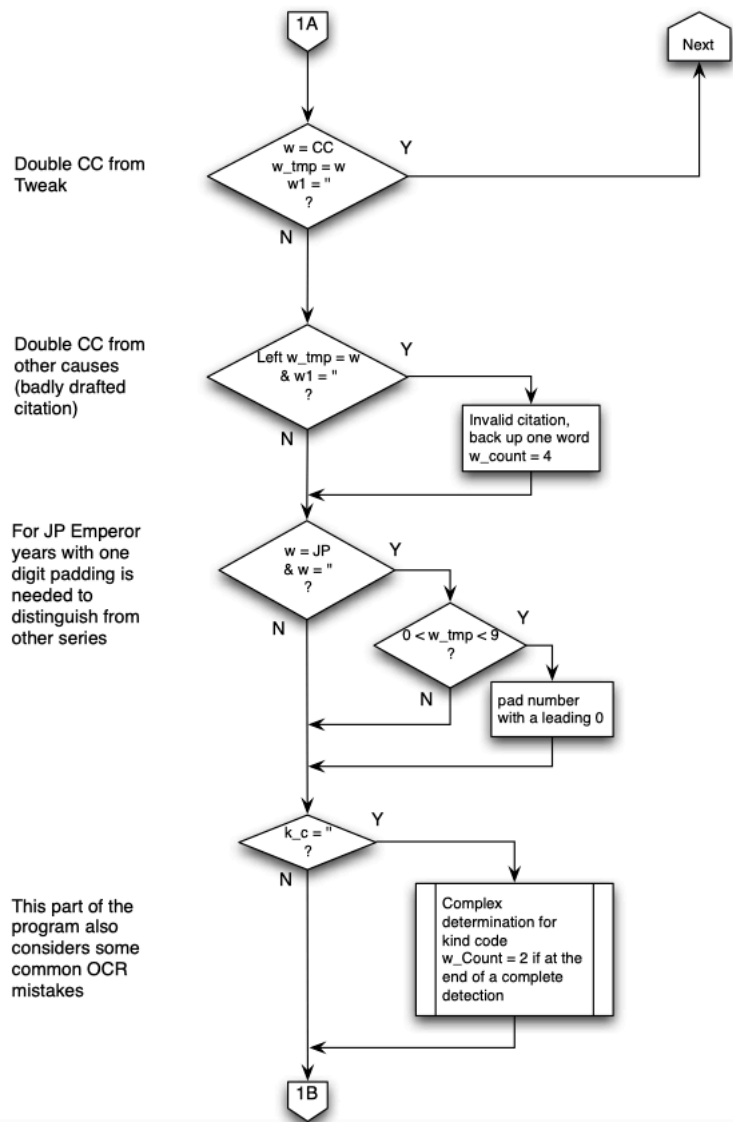 1A
Next
Double CC from
Tweak
w = CC
w_tmp = w
w1 = "
?
Y
N
Double CC from
other causes
(badly drafted
citation)
Left w_tmp = w
& w1 = "
?
Y
N
Invalid citation,
back up one word
w_count = 4
For JP Emperor
years with one
digit padding is
needed to
distinguish from
other series
w = JP
& w = "
?
Y
N
0 < w_tmp < 9
?
Y
N
pad number
with a leading 0
k_c = "
?
Y
N
This part of the
program also
considers some
common OCR
mistakes
Complex
determination for
kind code
w_Count = 2 if at the
end of a complete
detection
1B